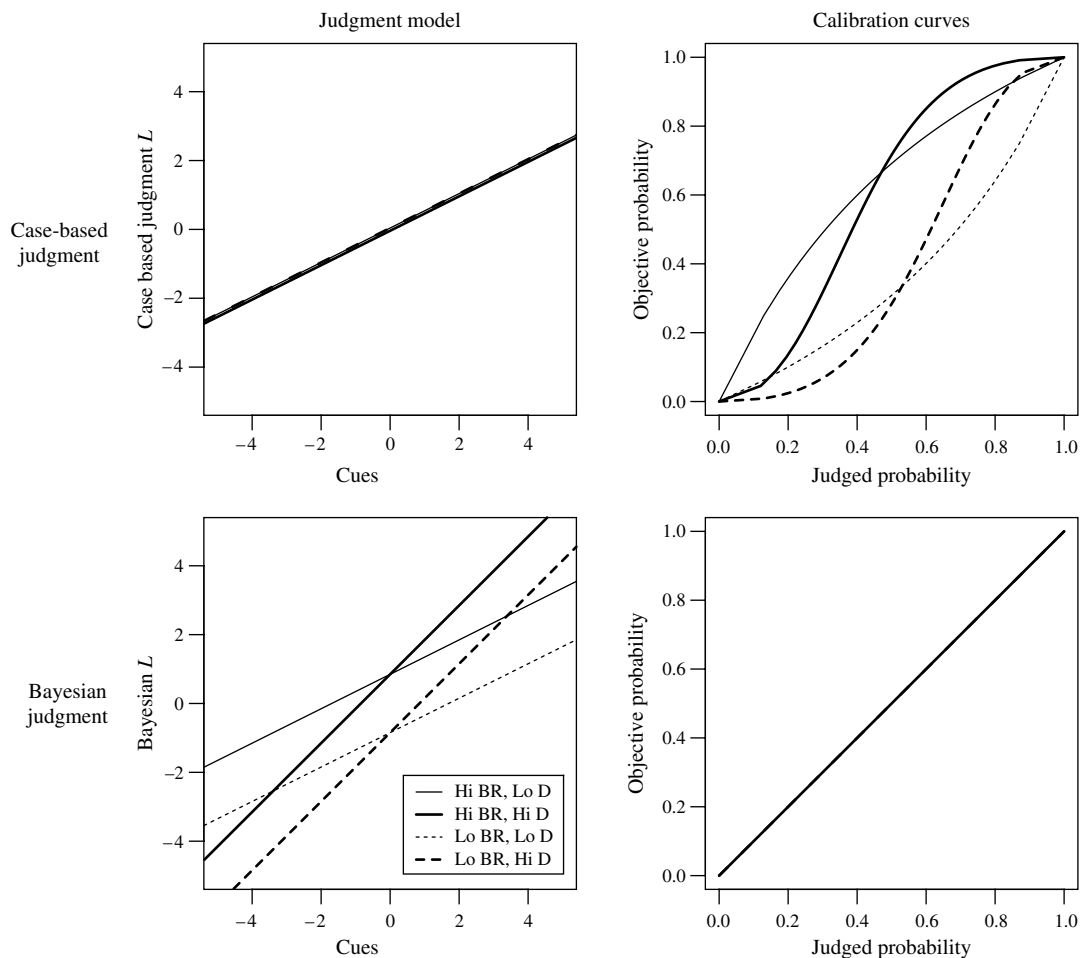 Judgment model
Calibration curves
Case-based
judgment
Case based judgment L
4
2
0
−2
−4
−4
−2
0
2
4
Cues
Objective probability
1.0
0.8
0.6
0.4
0.2
0.0
0.0
0.2
0.4
0.6
0.8
1.0
Judged probability
Bayesian
judgment
Bayesian L
4
2
0
−2
−4
Hi BR, Lo D
Hi BR, Hi D
Lo BR, Lo D
Lo BR, Hi D
−4
−2
0
2
4
Cues
Objective probability
1.0
0.8
0.6
0.4
0.2
0.0
0.0
0.2
0.4
0.6
0.8
1.0
Judged probability